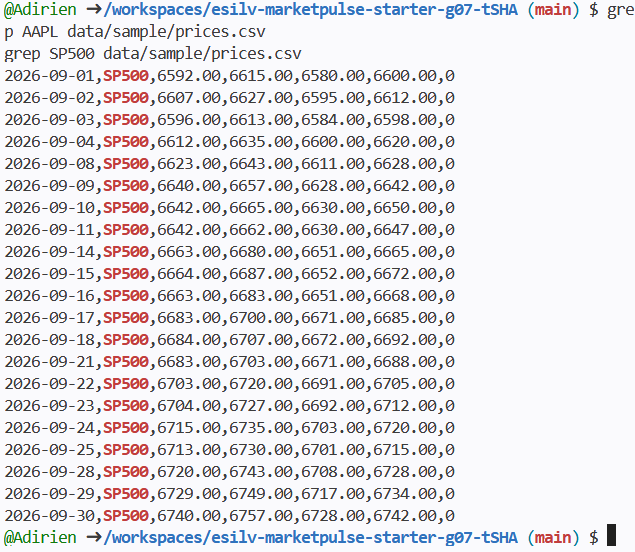 @Adirien ➜/workspaces/esilv-marketpulse-starter-g07-tSHA (main) $ gre
p AAPL data/sample/prices.csv
grep SP500 data/sample/prices.csv
2026-09-01,SP500,6592.00,6615.00,6580.00,6600.00,0
2026-09-02,SP500,6607.00,6627.00,6595.00,6612.00,0
2026-09-03,SP500,6596.00,6613.00,6584.00,6598.00,0
2026-09-04,SP500,6612.00,6635.00,6600.00,6620.00,0
2026-09-08,SP500,6623.00,6643.00,6611.00,6628.00,0
2026-09-09,SP500,6640.00,6657.00,6628.00,6642.00,0
2026-09-10,SP500,6642.00,6665.00,6630.00,6650.00,0
2026-09-11,SP500,6642.00,6662.00,6630.00,6647.00,0
2026-09-14,SP500,6663.00,6680.00,6651.00,6665.00,0
2026-09-15,SP500,6664.00,6687.00,6652.00,6672.00,0
2026-09-16,SP500,6663.00,6683.00,6651.00,6668.00,0
2026-09-17,SP500,6683.00,6700.00,6671.00,6685.00,0
2026-09-18,SP500,6684.00,6707.00,6672.00,6692.00,0
2026-09-21,SP500,6683.00,6703.00,6671.00,6688.00,0
2026-09-22,SP500,6703.00,6720.00,6691.00,6705.00,0
2026-09-23,SP500,6704.00,6727.00,6692.00,6712.00,0
2026-09-24,SP500,6715.00,6735.00,6703.00,6720.00,0
2026-09-25,SP500,6713.00,6730.00,6701.00,6715.00,0
2026-09-28,SP500,6720.00,6743.00,6708.00,6728.00,0
2026-09-29,SP500,6729.00,6749.00,6717.00,6734.00,0
2026-09-30,SP500,6740.00,6757.00,6728.00,6742.00,0
@Adirien ➜/workspaces/esilv-marketpulse-starter-g07-tSHA (main) $